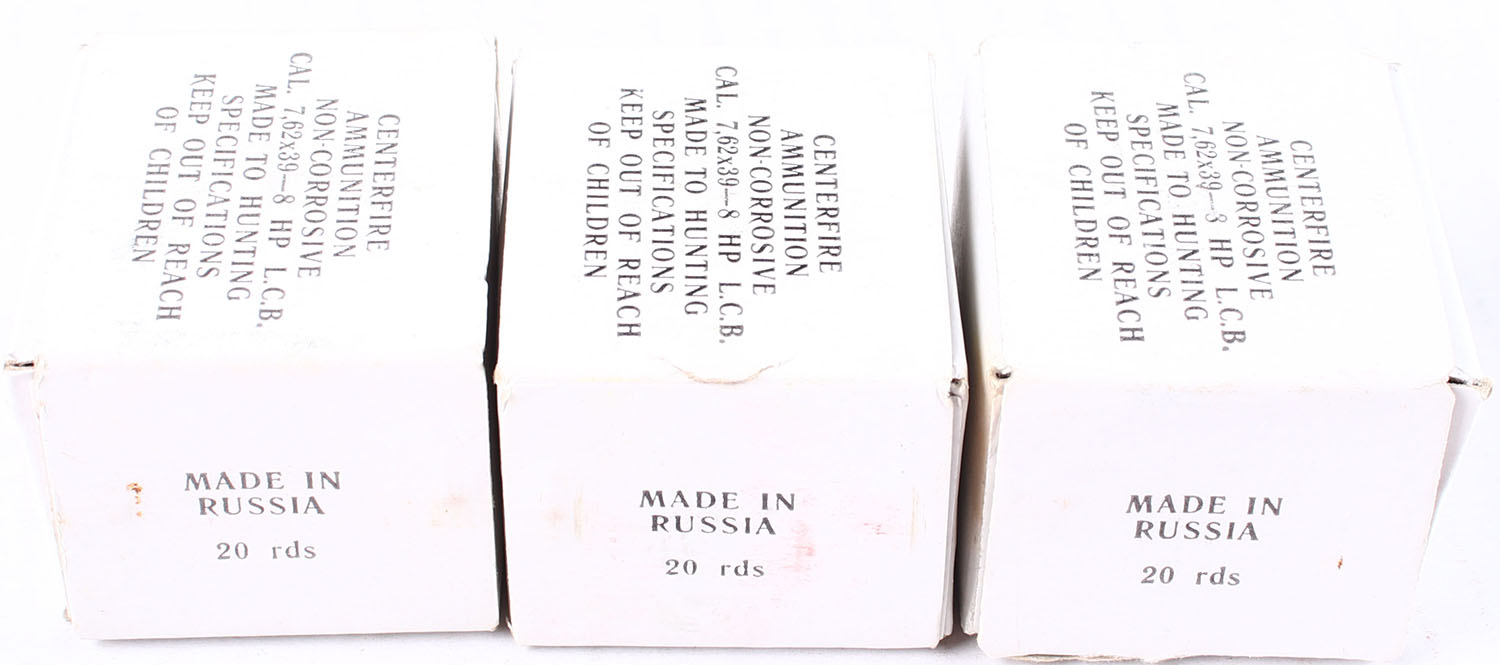 CENTERFIRE
AMMUNITION
NON-CORROSIVE
CAL. 7,62x39—8 HP L.C.B.
MADE TO HUNTING
SPECIFICATIONS
KEEP OUT OF REACH
OF CHILDREN
MADE IN
RUSSIA
20 rds
CENTERFIRE
AMMUNITION
NON-CORROSIVE
CAL. 7,62x39—8 HP L.C.B.
MADE TO HUNTING
SPECIFICATIONS
KEEP OUT OF REACH
OF CHILDREN
MADE IN
RUSSIA
20 rds
CENTERFIRE
AMMUNITION
NON-CORROSIVE
CAL. 7,62x39—8 HP L.C.B.
MADE TO HUNTING
SPECIFICATIONS
KEEP OUT OF REACH
OF CHILDREN
MADE IN
RUSSIA
20 rds